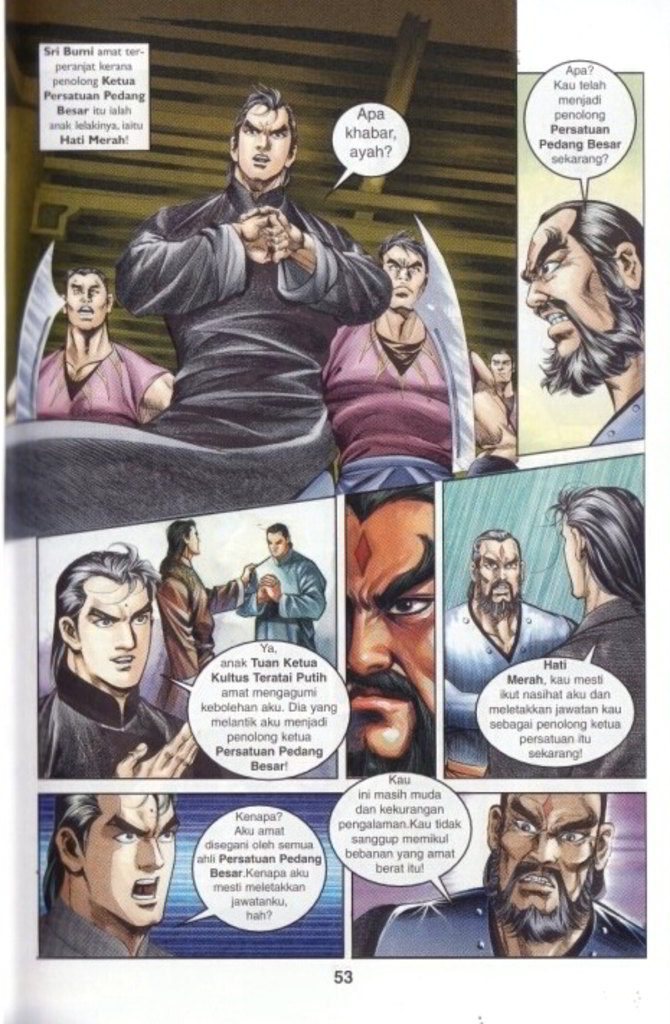 Sri Bumi amat ter-
peranjat kerana
penolong Ketua
Persatuan Pedang
Besar itu ialah
anak lelakinya, iaitu
Hati Merah!
Apa
khabar,
ayah?
Apa?
Kau telah
menjadi
penolong
Persatuan
Pedang Besar
sekarang?
Ya,
anak Tuan Ketua
Kultus Teratai Putih
amat mengagumi
kebolehan aku. Dia yang
melantik aku menjadi
penolong ketua
Persatuan Pedang
Besar!
Hati
Merah, kau mesti
ikut nasihat aku dan
meletakkan jawatan kau
sebagai penolong ketua
persatuan itu
sekarang!
Kenapa?
Aku amat
disegani oleh semua
ahli Persatuan Pedang
Besar.Kenapa aku
mesti meletakkan
jawatanku,
hah?
Kau
ini masih muda
dan kekurangan
pengalaman.Kau tidak
sanggup memikul
bebanan yang amat
berat itu!
53